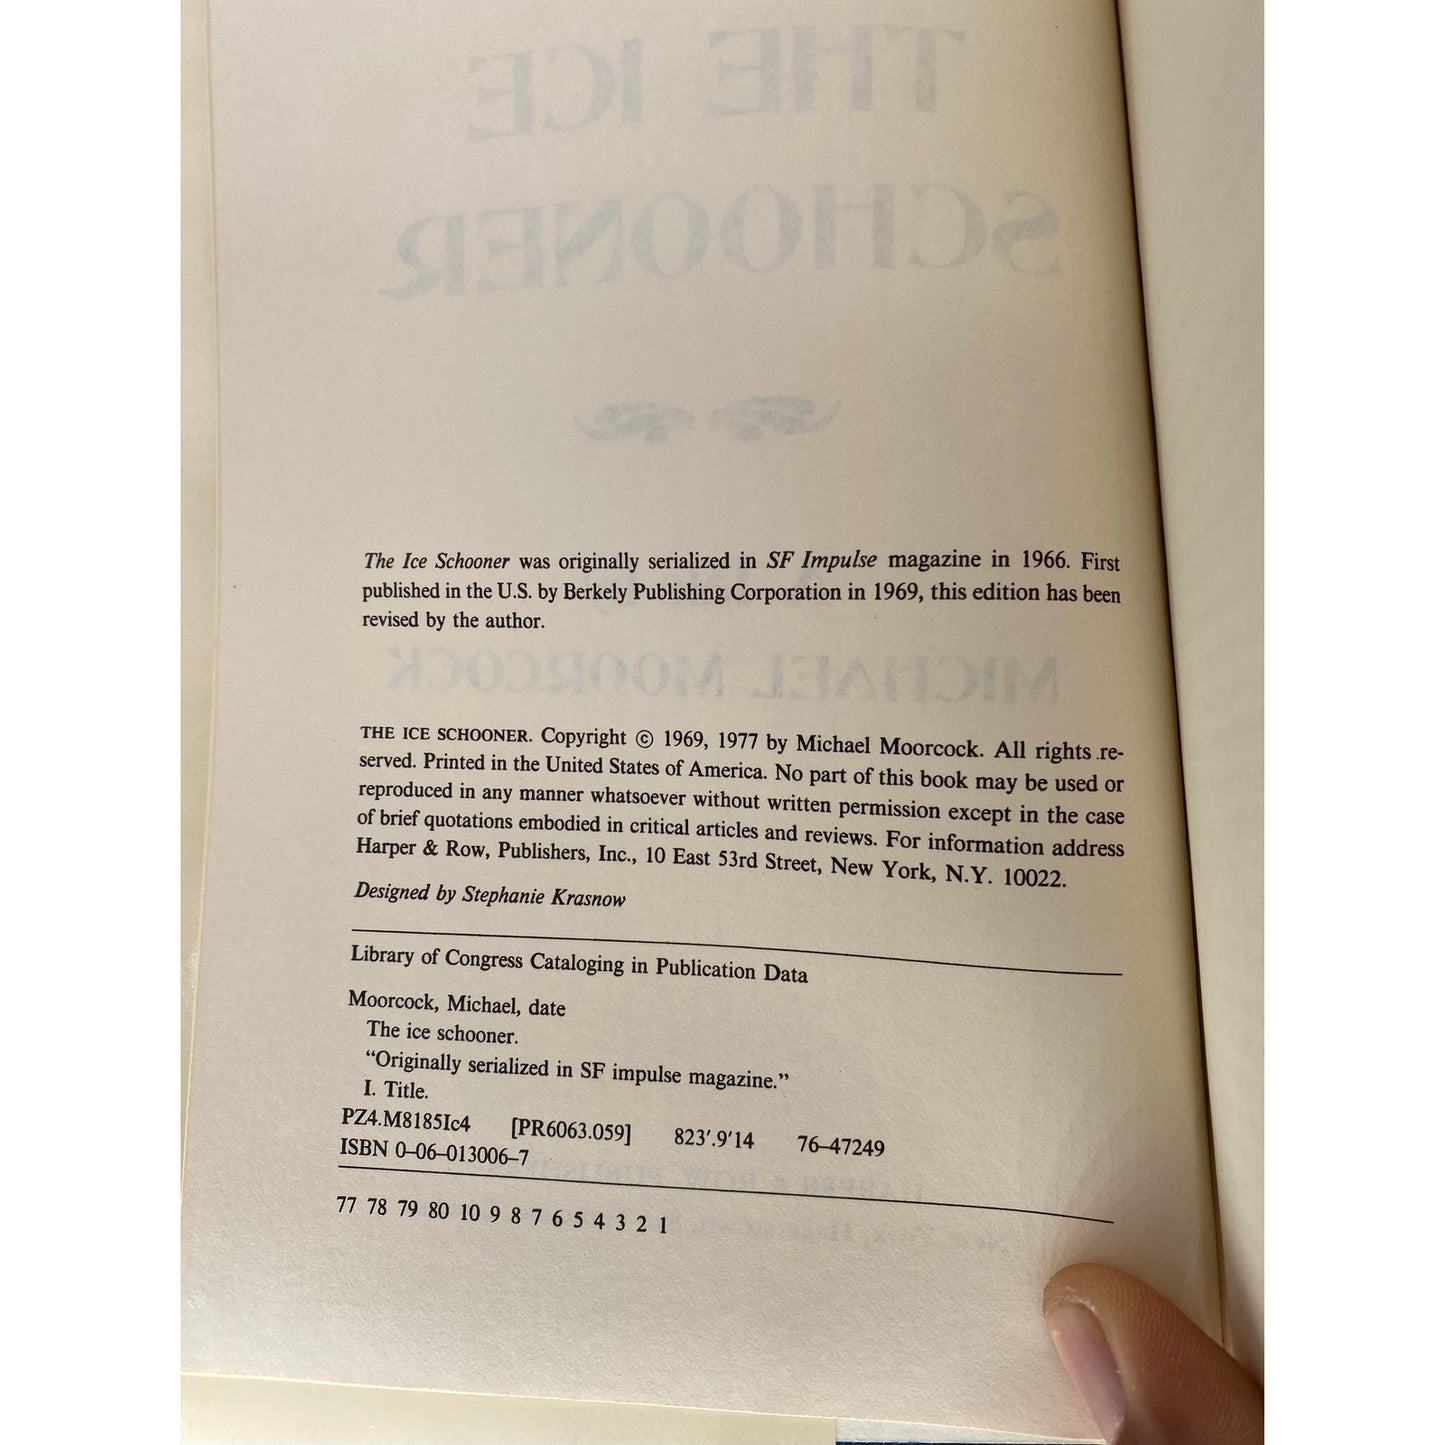 THE ICE
SCHOONER
The Ice Schooner was originally serialized in SF Impulse magazine in 1966. First
published in the U.S. by Berkely Publishing Corporation in 1969, this edition has been
revised by the author.
MICHAEL MOORCOCK
THE ICE SCHOONER. Copyright © 1969, 1977 by Michael Moorcock. All rights re-
served. Printed in the United States of America. No part of this book may be used or
reproduced in any manner whatsoever without written permission except in the case
of brief quotations embodied in critical articles and reviews. For information address
Harper & Row, Publishers, Inc., 10 East 53rd Street, New York, N.Y. 10022.
Designed by Stephanie Krasnow
Library of Congress Cataloging in Publication Data
Moorcock, Michael, date
The ice schooner.
“Originally serialized in SF impulse magazine.”
I. Title.
PZ4.M8185Ic4 [PR6063.059] 823′.9′14 76–47249
ISBN 0–06–013006–7
77 78 79 80 10 9 8 7 6 5 4 3 2 1